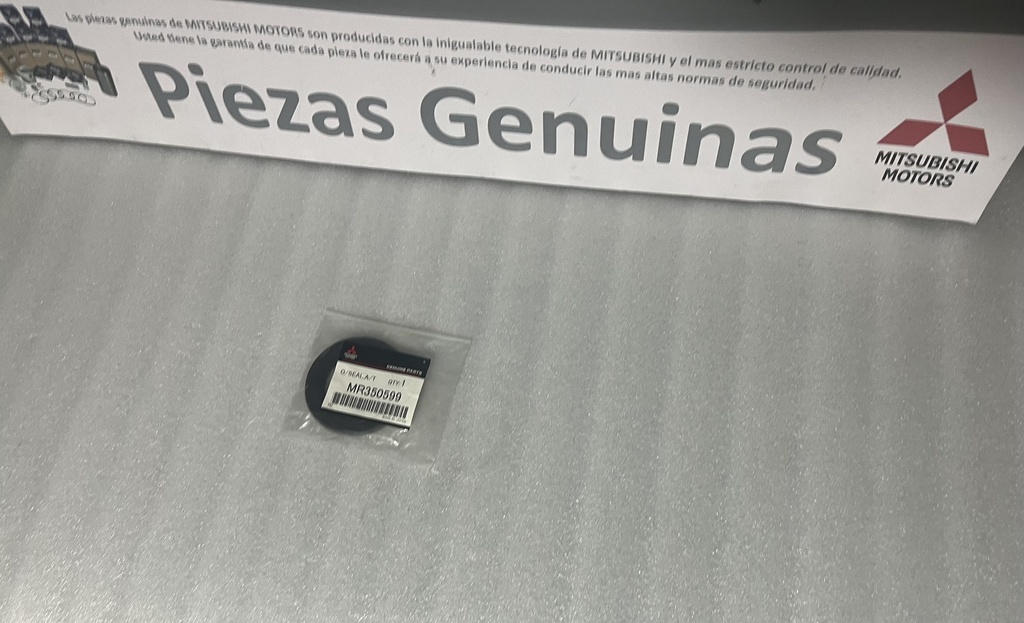 Las piezas genuinas de MITSUBISHI MOTORS son producidas con la inigualable tecnología de MITSUBISHI y el mas estricto control de calidad.
Usted tiene la garantía de que cada pieza le ofrecerá a su experiencia de conducir las mas altas normas de seguridad.
Piezas Genuinas
MITSUBISHI
MOTORS
GENUINE PARTS
O/SEAL,A/T QTY:1
MR350599